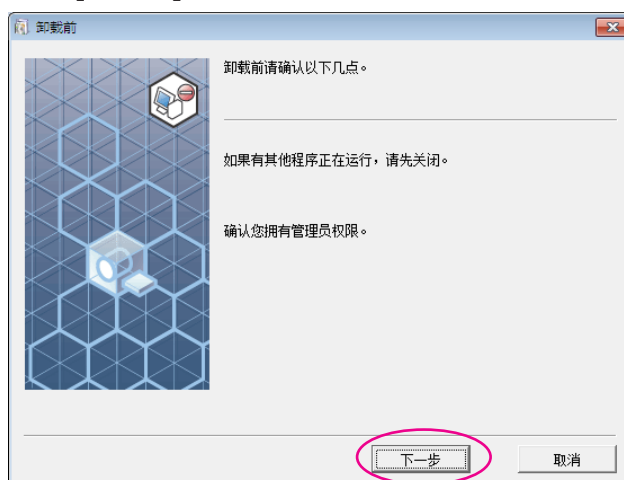 卸载前
卸载前请确认以下几点。
如果有其他程序正在运行，请先关闭。
确认您拥有管理员权限。
下一步
取消